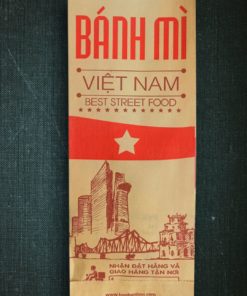 BÁNH MÌ
VIỆT NAM
BEST STREET FOOD
NHẬN ĐẶT HÀNG VÀ
GIAO HÀNG TẬN NƠI